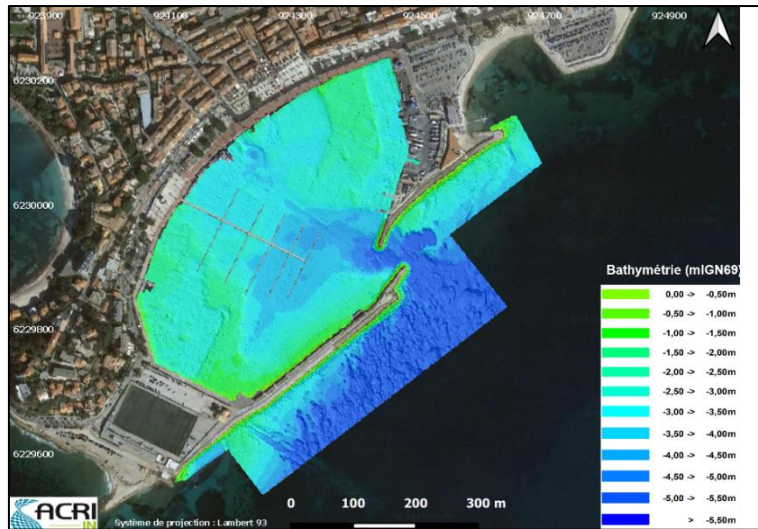 923900 924100 924300 924500 924700 924900
6230200
6230000
6229800
6229600
Bathymétrie (mIGN69)
0,00 -> -0,50m
-0,50 -> -1,00m
-1,00 -> -1,50m
-1,50 -> -2,00m
-2,00 -> -2,50m
-2,50 -> -3,00m
-3,00 -> -3,50m
-3,50 -> -4,00m
-4,00 -> -4,50m
-4,50 -> -5,00m
-5,00 -> -5,50m
> -5,50m
ACRI
IN
Système de projection : Lambert 93
0 100 200 300 m